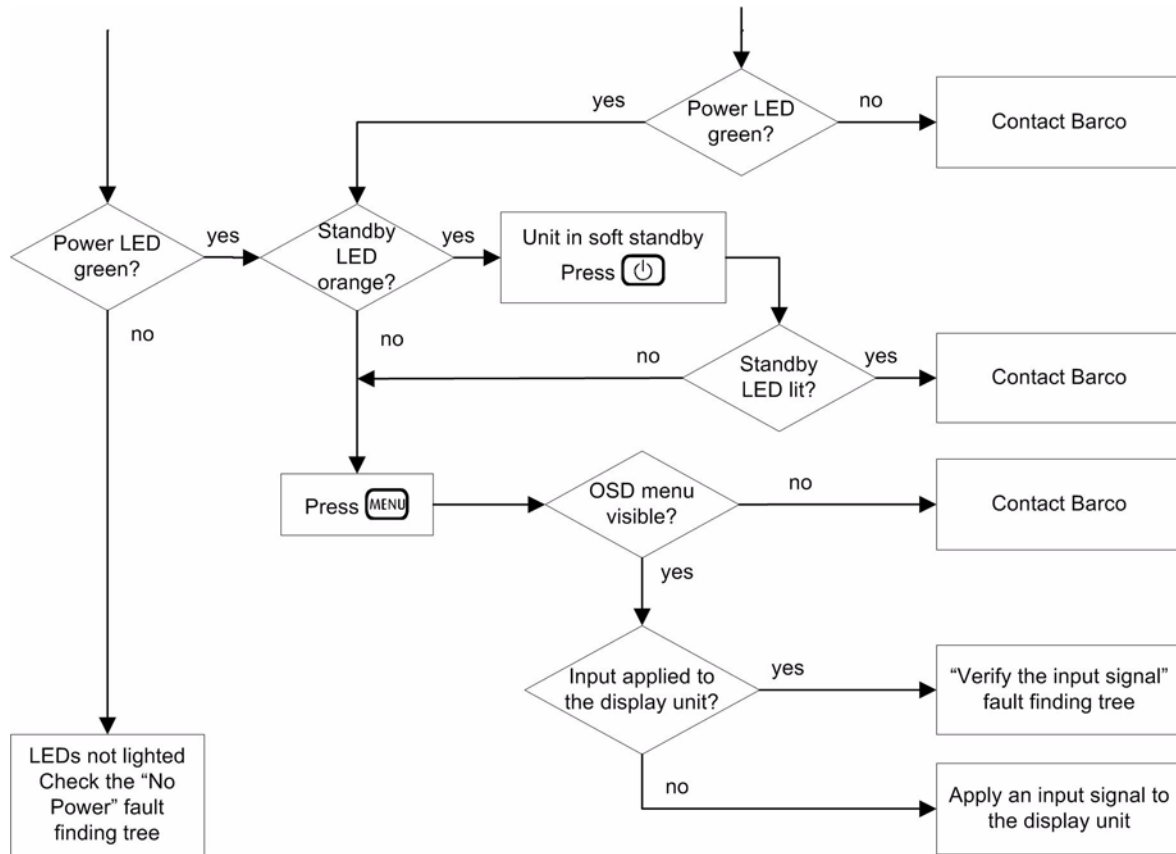 yes
Power LED
green?
no
Contact Barco
Power LED
green?
yes
Standby
LED
orange?
yes
Unit in soft standby
Press
no
no
no
Standby
LED lit?
yes
Contact Barco
Press MENU
OSD menu
visible?
no
Contact Barco
yes
Input applied to
the display unit?
yes
“Verify the input signal”
fault finding tree
LEDs not lighted
Check the “No
Power” fault
finding tree
no
Apply an input signal to
the display unit